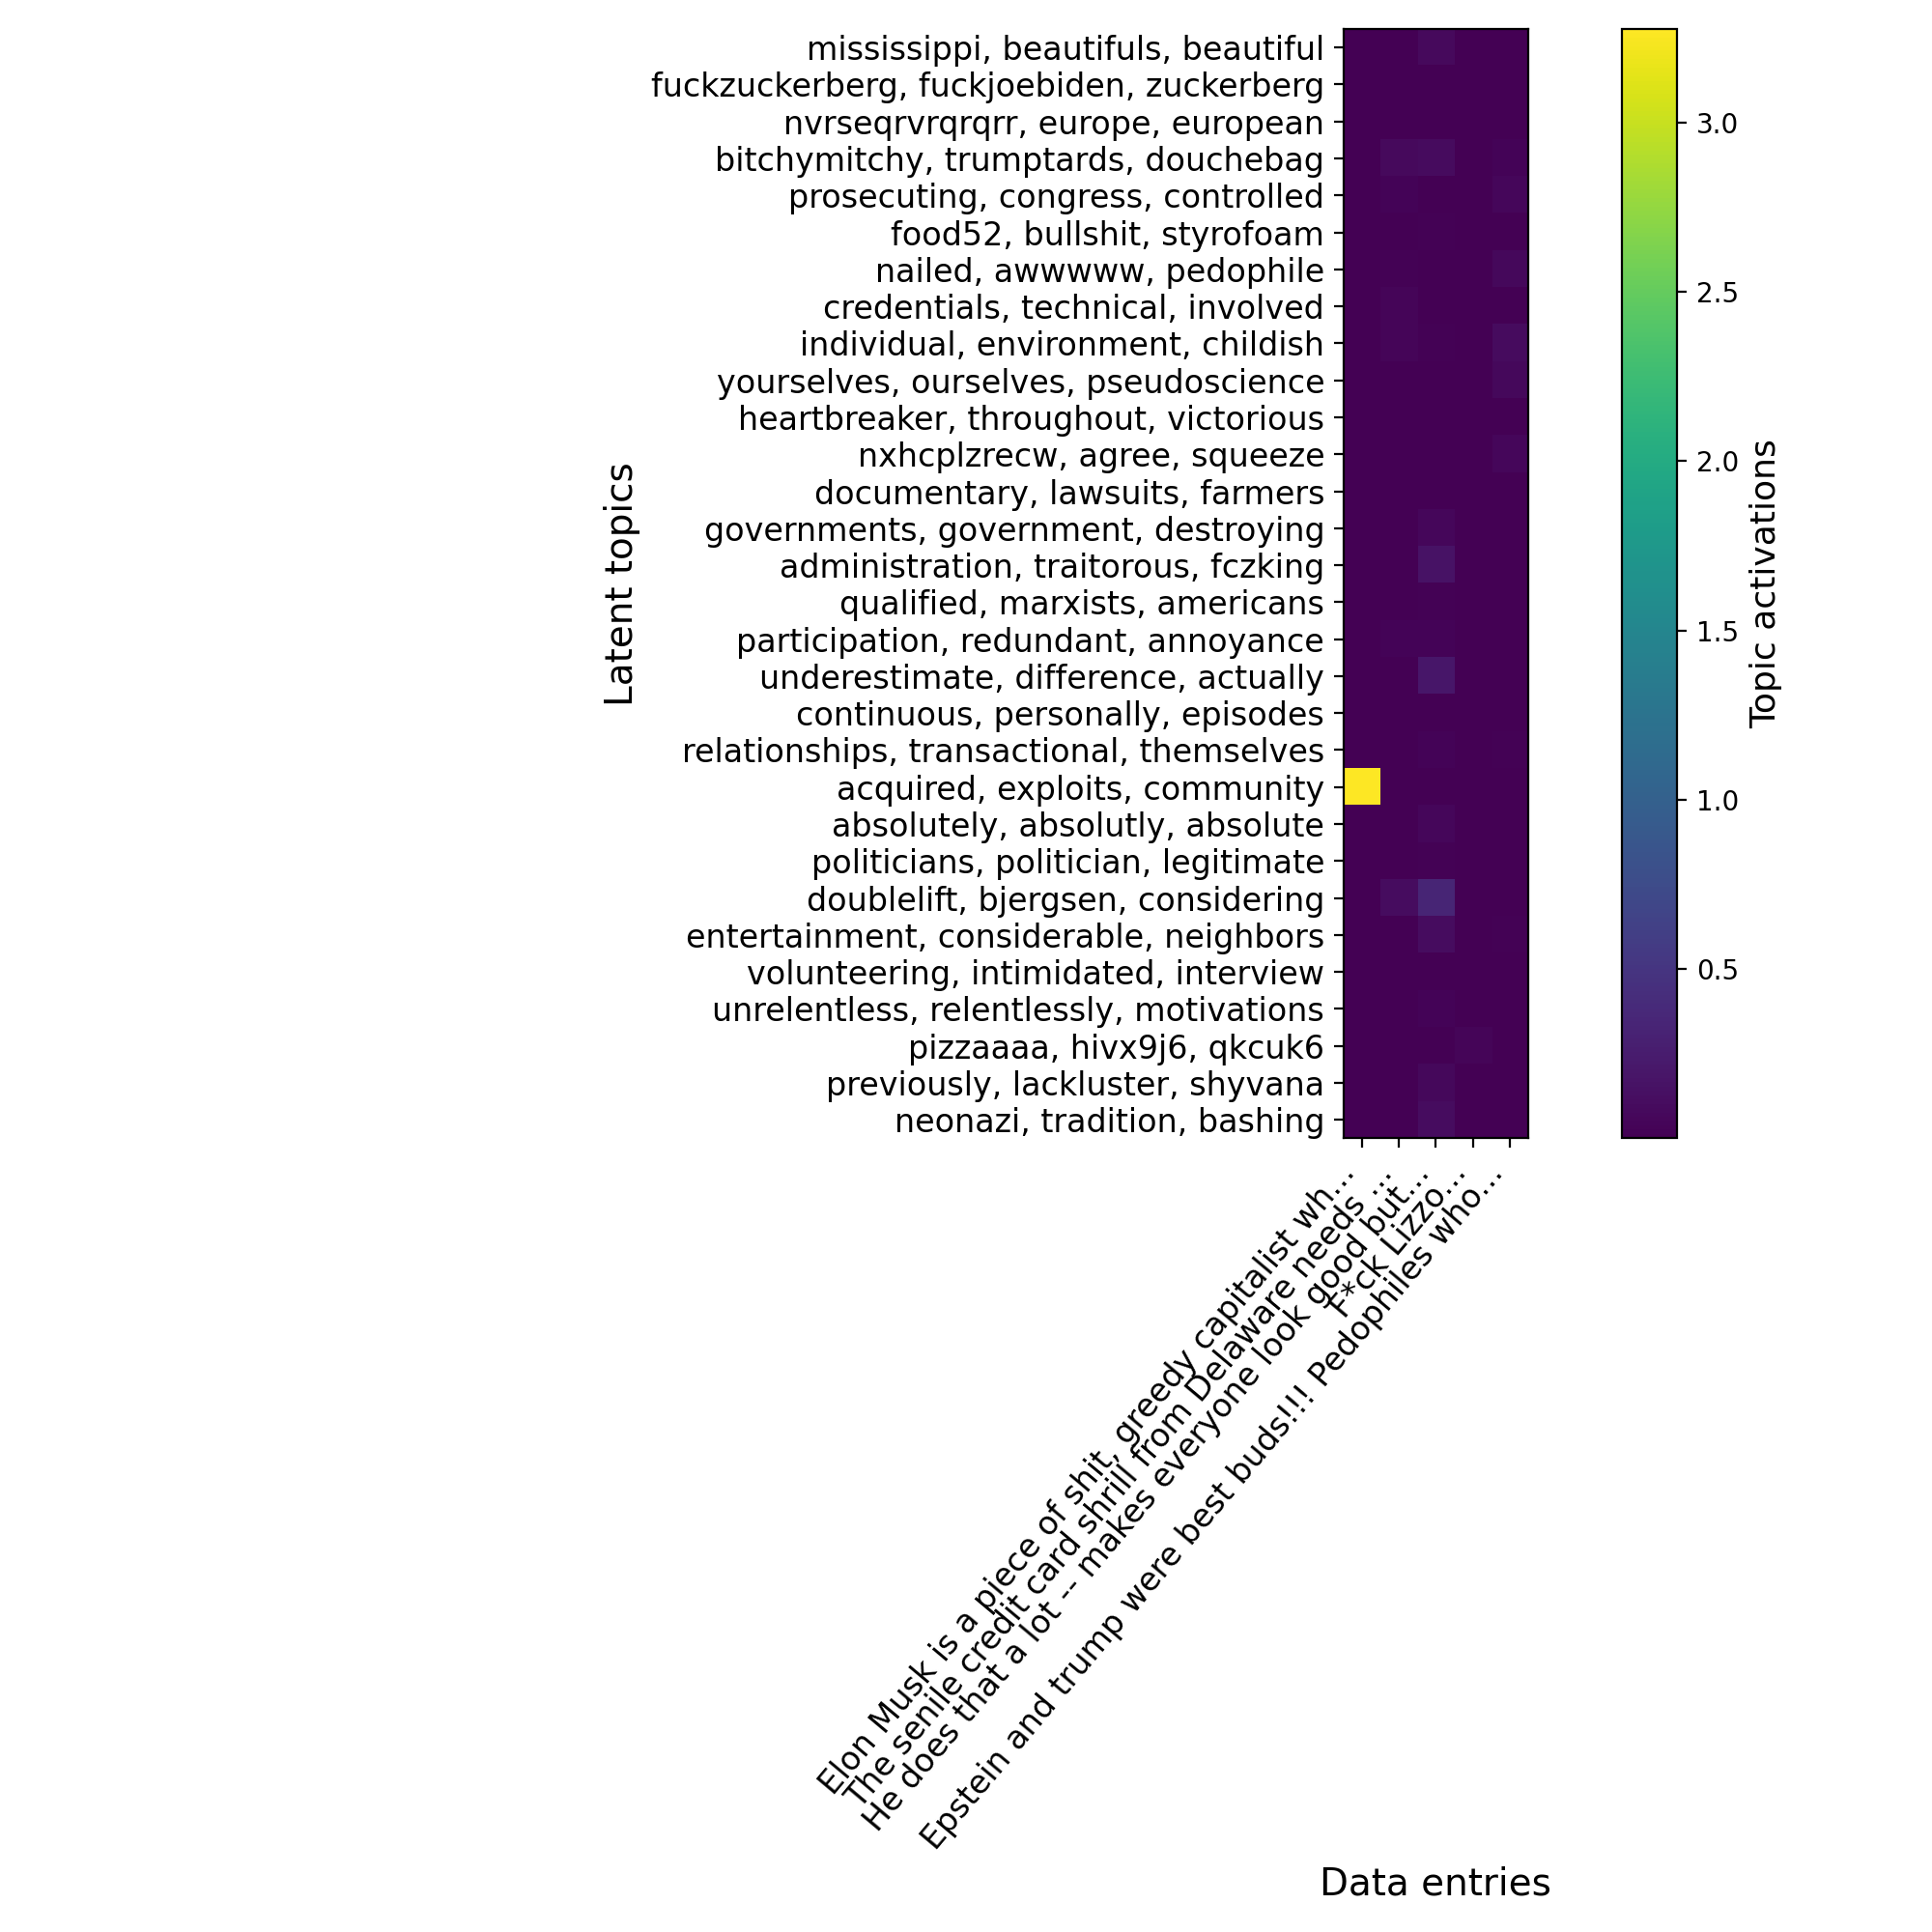 mississippi, beautifuls, beautiful
fuckzuckerberg, fuckjoebiden, zuckerberg
nvrseqrvrqrqrr, europe, european
bitchymitchy, trumptards, douchebag
prosecuting, congress, controlled
food52, bullshit, styrofoam
nailed, awwwww, pedophile
credentials, technical, involved
individual, environment, childish
yourselves, ourselves, pseudoscience
heartbreaker, throughout, victorious
nxhcplzrecw, agree, squeeze
documentary, lawsuits, farmers
governments, government, destroying
administration, traitorous, fczking
qualified, marxists, americans
participation, redundant, annoyance
underestimate, difference, actually
continuous, personally, episodes
relationships, transactional, themselves
acquired, exploits, community
absolutely, absolutly, absolute
politicians, politician, legitimate
doublelift, bjergsen, considering
entertainment, considerable, neighbors
volunteering, intimidated, interview
unrelentless, relentlessly, motivations
pizzaaaa, hivx9j6, qkcuk6
previously, lackluster, shyvana
neonazi, tradition, bashing
Latent topics
Elon Musk is a piece of shit, greedy capitalist wh...
The senile credit card shrill from Delaware needs ...
He does that a lot -- makes everyone look good but...
F*ck Lizzo...
Epstein and trump were best buds!!! Pedophiles who...
Data entries
3.0
2.5
2.0
1.5
1.0
0.5
Topic activations